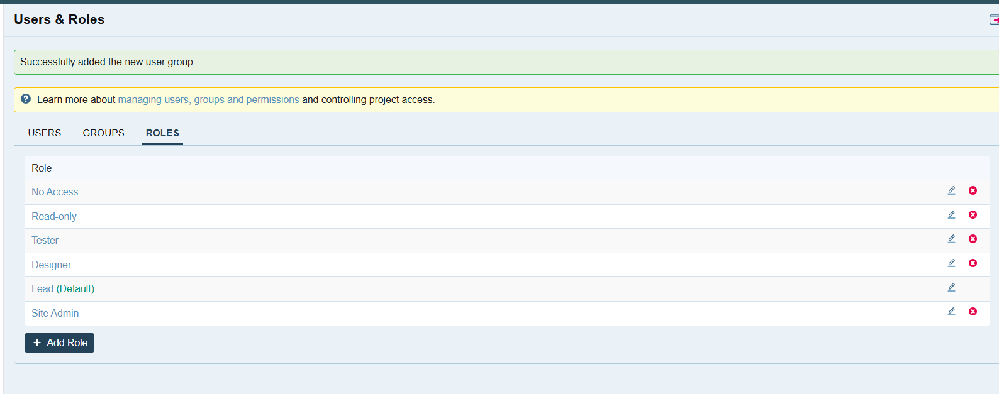 Users & Roles
Successfully added the new user group.
Learn more about managing users, groups and permissions and controlling project access.
USERS GROUPS ROLES
Role
No Access
Read-only
Tester
Designer
Lead (Default)
Site Admin
+ Add Role